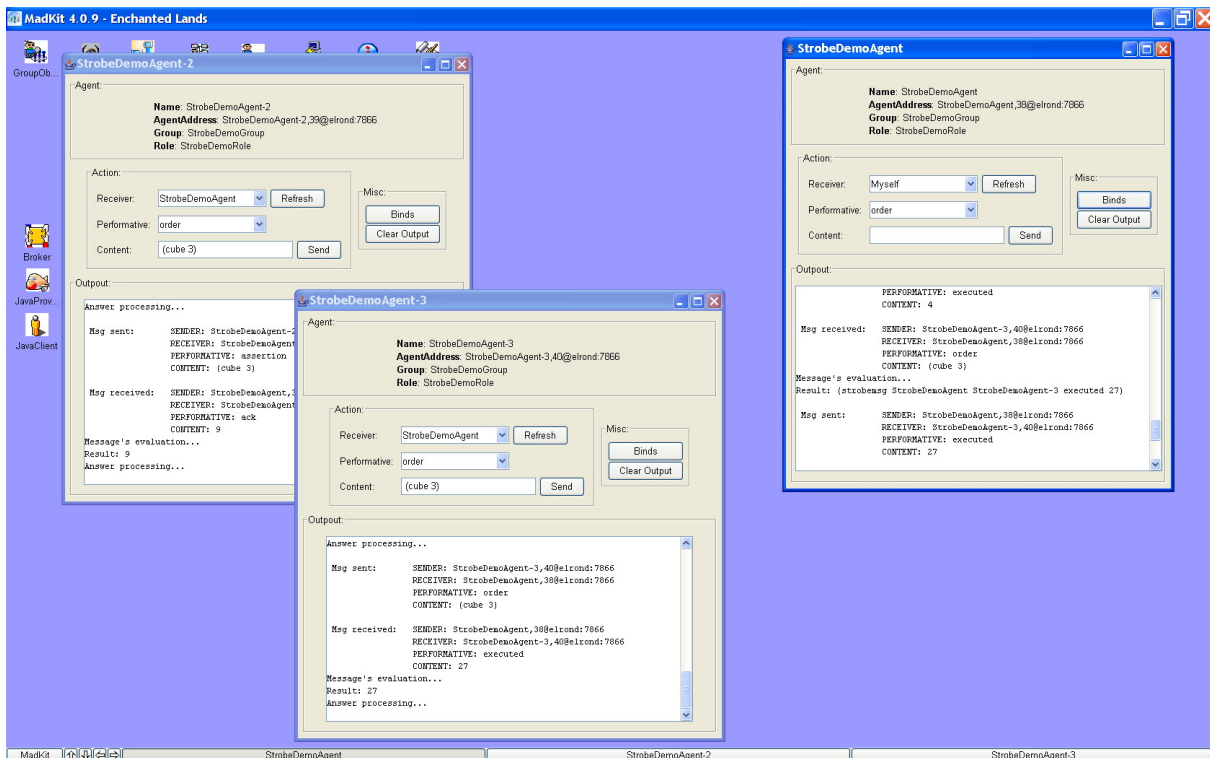 MadKit 4.0.9 - Enchanted Lands
GroupOb...
Broker
JavaProv...
JavaClient
StrobeDemoAgent-2
Agent:
Name: StrobeDemoAgent-2
AgentAddress: StrobeDemoAgent-2,39@elrond:7866
Group: StrobeDemoGroup
Role: StrobeDemoRole
Action:
Receiver: StrobeDemoAgent Refresh
Performative: order
Content: (cube 3) Send
Misc:
Binds
Clear Output
Outpout:
Answer processing...
Msg sent: SENDER: StrobeDemoAgent-2
RECEIVER: StrobeDemoAgent
PERFORMATIVE: assertion
CONTENT: (cube 3)
Msg received: SENDER: StrobeDemoAgent,3
RECEIVER: StrobeDemoAgent
PERFORMATIVE: ack
CONTENT: 9
Message's evaluation...
Result: 9
Answer processing...
StrobeDemoAgent-3
Agent:
Name: StrobeDemoAgent-3
AgentAddress: StrobeDemoAgent-3,40@elrond:7866
Group: StrobeDemoGroup
Role: StrobeDemoRole
Action:
Receiver: StrobeDemoAgent Refresh
Performative: order
Content: (cube 3) Send
Misc:
Binds
Clear Output
Outpout:
Answer processing...
Msg sent: SENDER: StrobeDemoAgent-3,40@elrond:7866
RECEIVER: StrobeDemoAgent,38@elrond:7866
PERFORMATIVE: order
CONTENT: (cube 3)
Msg received: SENDER: StrobeDemoAgent,38@elrond:7866
RECEIVER: StrobeDemoAgent-3,40@elrond:7866
PERFORMATIVE: executed
CONTENT: 27
Message's evaluation...
Result: 27
Answer processing...
StrobeDemoAgent
Agent:
Name: StrobeDemoAgent
AgentAddress: StrobeDemoAgent,38@elrond:7866
Group: StrobeDemoGroup
Role: StrobeDemoRole
Action:
Receiver: Myself Refresh
Performative: order
Content: Send
Misc:
Binds
Clear Output
Outpout:
PERFORMATIVE: executed
CONTENT: 4
Msg received: SENDER: StrobeDemoAgent-3,40@elrond:7866
RECEIVER: StrobeDemoAgent,38@elrond:7866
PERFORMATIVE: order
CONTENT: (cube 3)
Message's evaluation...
Result: (strobemsg StrobeDemoAgent StrobeDemoAgent-3 executed 27)
Msg sent: SENDER: StrobeDemoAgent,38@elrond:7866
RECEIVER: StrobeDemoAgent-3,40@elrond:7866
PERFORMATIVE: executed
CONTENT: 27
MadKit StrobeDemoAgent StrobeDemoAgent-2 StrobeDemoAgent-3